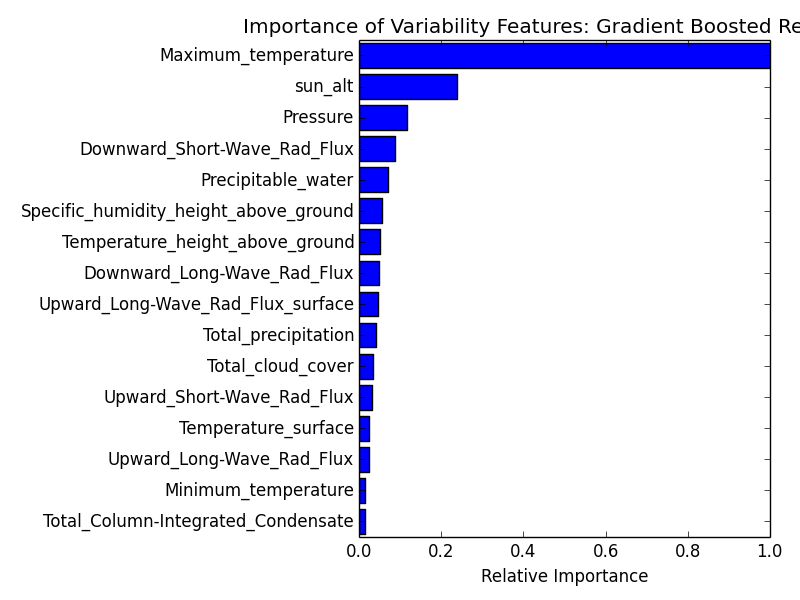 Importance of Variability Features: Gradient Boosted Re
Maximum_temperature
sun_alt
Pressure
Downward_Short-Wave_Rad_Flux
Precipitable_water
Specific_humidity_height_above_ground
Temperature_height_above_ground
Downward_Long-Wave_Rad_Flux
Upward_Long-Wave_Rad_Flux_surface
Total_precipitation
Total_cloud_cover
Upward_Short-Wave_Rad_Flux
Temperature_surface
Upward_Long-Wave_Rad_Flux
Minimum_temperature
Total_Column-Integrated_Condensate
0.0 0.2 0.4 0.6 0.8 1.0
Relative Importance